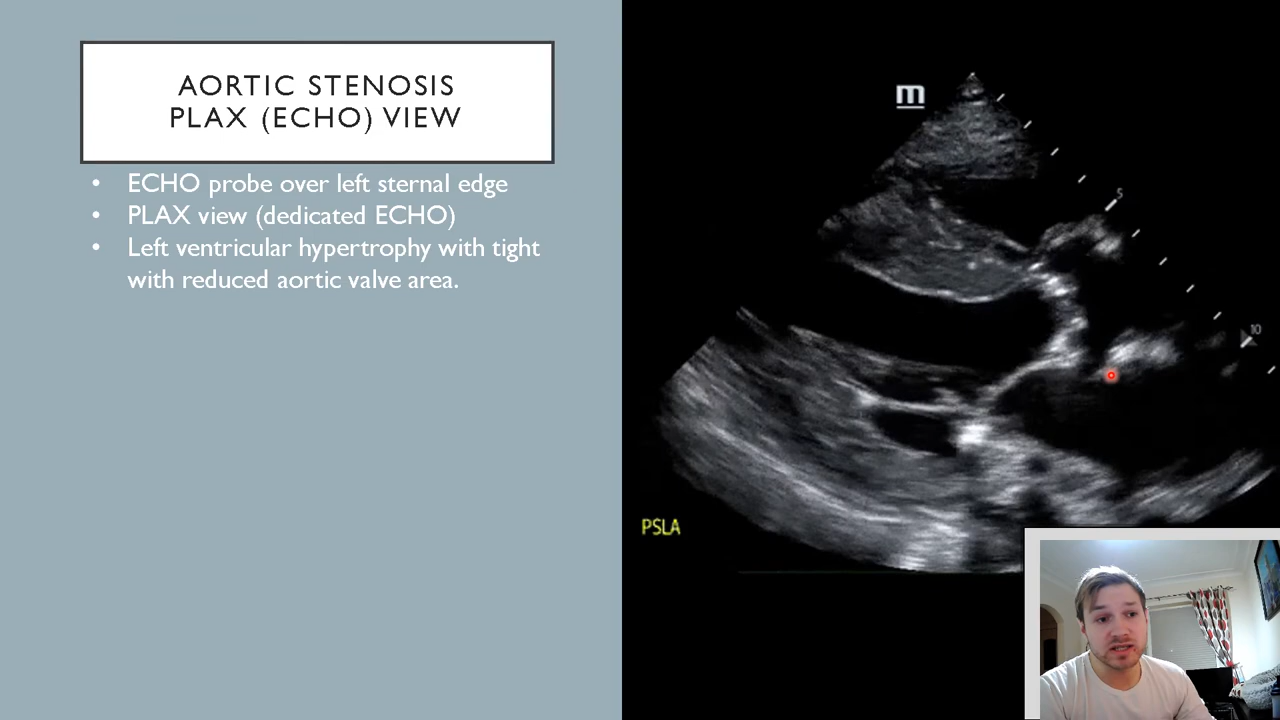 AORTIC STENOSIS
PLAX (ECHO) VIEW
• ECHO probe over left sternal edge
• PLAX view (dedicated ECHO)
• Left ventricular hypertrophy with tight
with reduced aortic valve area.
m
5
10
PSLA